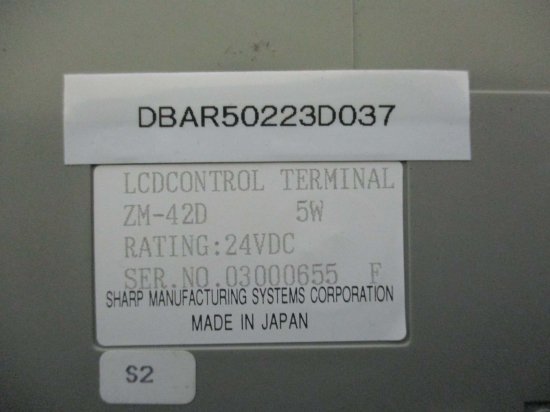 DBAR50223D037
LCDCONTROL TERMINAL
ZM-42D 5W
RATING:24VDC
SER.NO.03000655 F
SHARP MANUFACTURING SYSTEMS CORPORATION
MADE IN JAPAN
S2